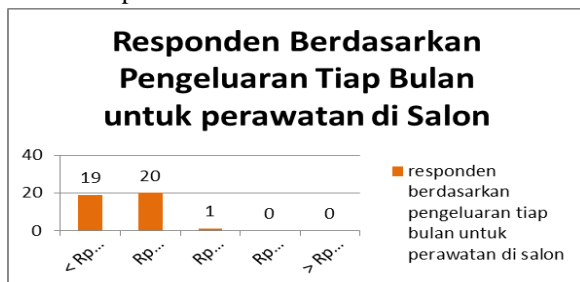 Responden Berdasarkan
Pengeluaran Tiap Bulan
untuk perawatan di Salon
40
20
0
19
20
1
0
0
< Rp...
Rp...
Rp...
Rp...
> Rp...
responden
berdasarkan
pengeluaran tiap
bulan untuk
perawatan di salon